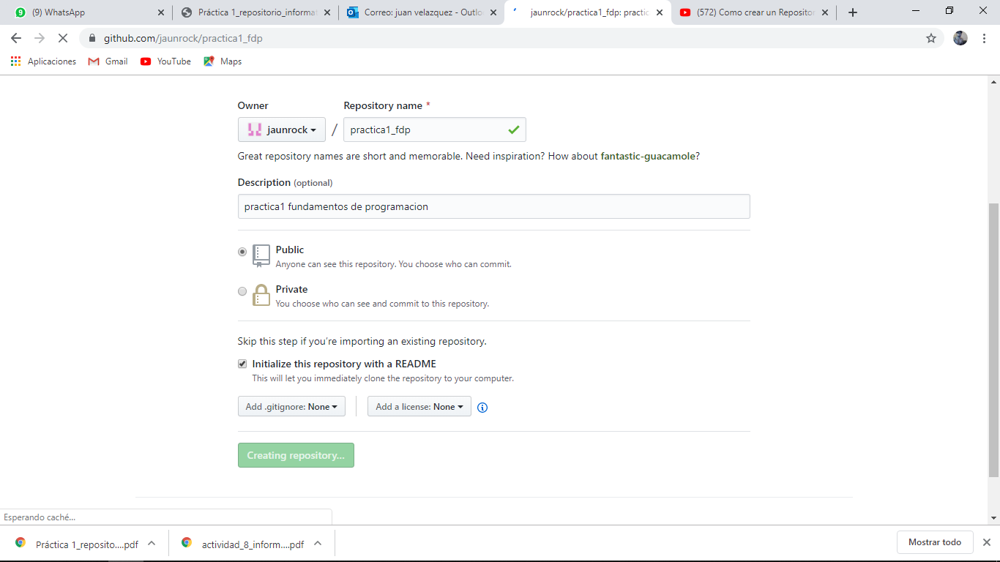 (9) WhatsApp
Práctica 1_repositorio_informat
Correo: juan velazquez - Outlo
jaunrock/practica1_fdp: practic
(572) Como crear un Repositor
github.com/jaunrock/practica1_fdp
Aplicaciones
Gmail
YouTube
Maps
Owner
Repository name *
jaunrock
/
practica1_fdp
Great repository names are short and memorable. Need inspiration? How about fantastic-guacamole?
Description (optional)
practica1 fundamentos de programacion
Public
Anyone can see this repository. You choose who can commit.
Private
You choose who can see and commit to this repository.
Skip this step if you’re importing an existing repository.
Initialize this repository with a README
This will let you immediately clone the repository to your computer.
Add .gitignore: None
Add a license: None
Creating repository...
Esperando caché...
Práctica 1_reposito....pdf
actividad_8_inform....pdf
Mostrar todo